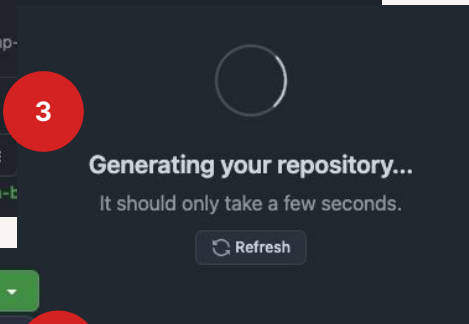 3
Generating your repository...
It should only take a few seconds.
Refresh